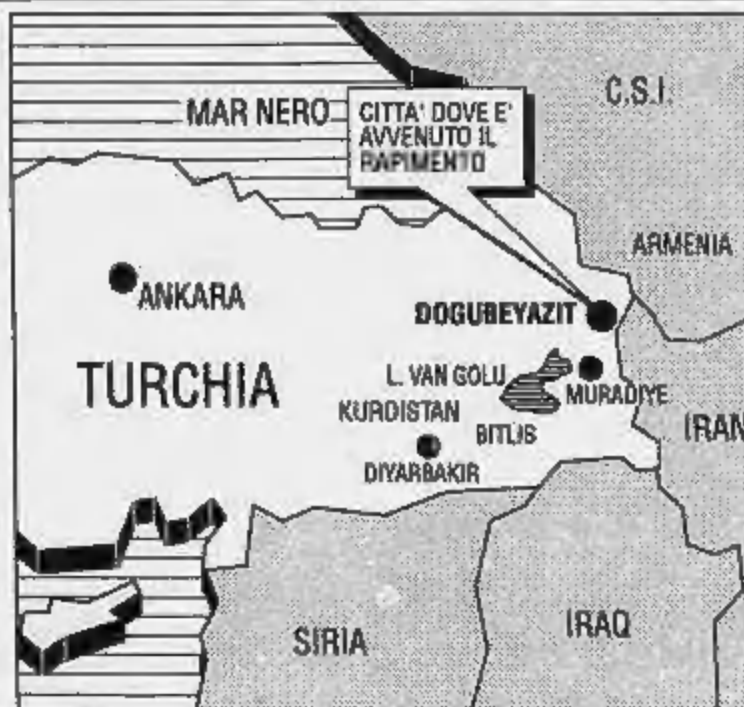 MAR NERO
CITTA' DOVE E'
AVVENUTO IL
RAPIMENTO
C.S.I.
ARMENIA
ANKARA
DOGUBEYAZIT
TURCHIA
L. VAN GOLU
MURADIYE
KURDISTAN
BITLIS
IRAN
DIYARBAKIR
SIRIA
IRAQ